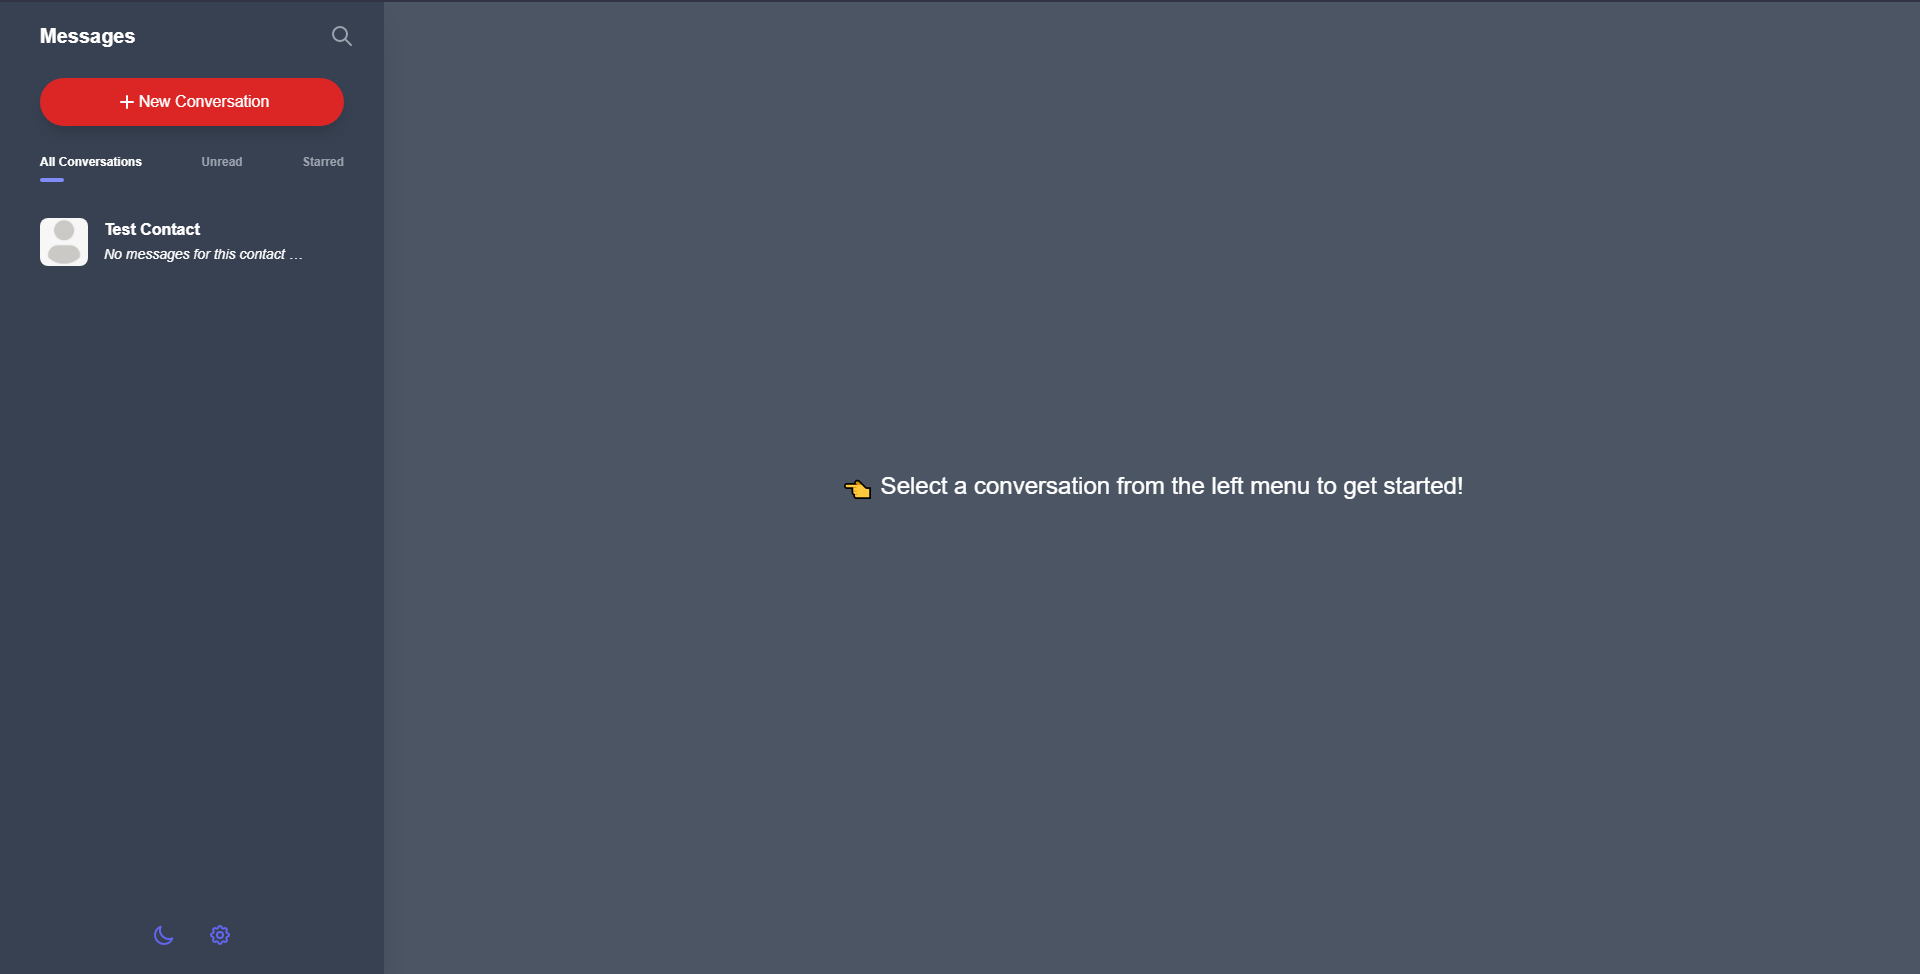 Messages
New Conversation
All Conversations
Unread
Starred
Test Contact
No messages for this contact …
👈 Select a conversation from the left menu to get started!